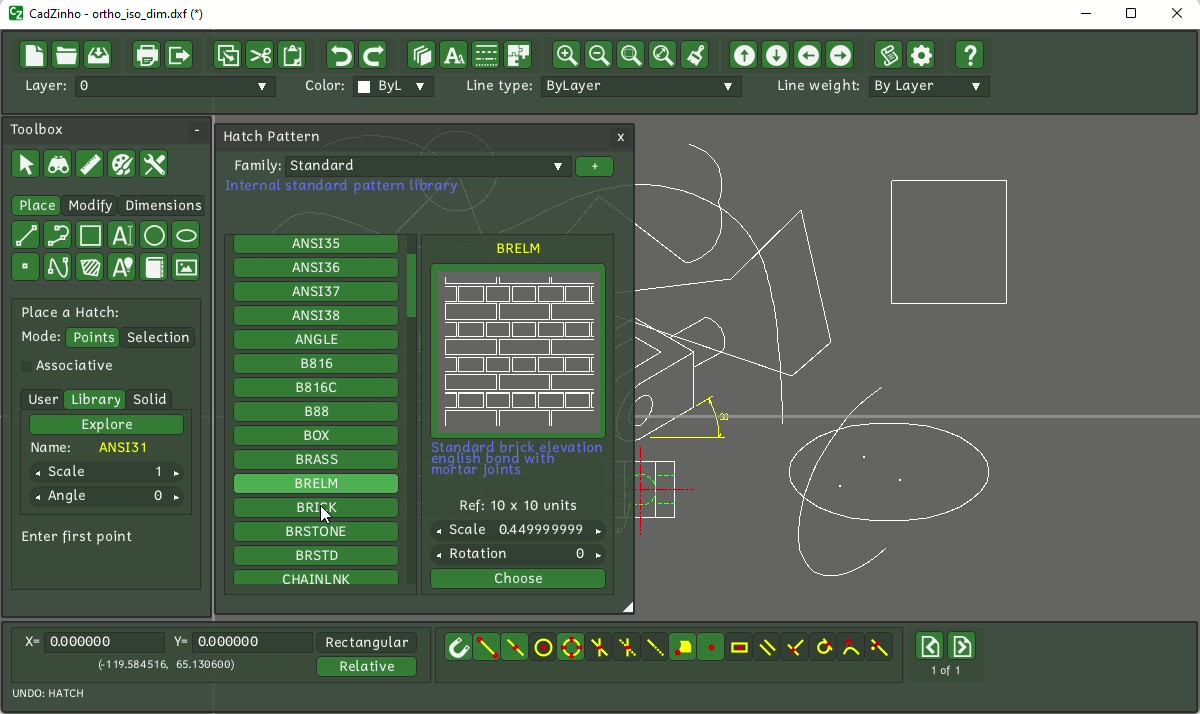 CadZinho - ortho_iso_dim.dxf (*)
Layer: 0 Color: ByL Line type: ByLayer Line weight: By Layer
Toolbox -
Place Modify Dimensions
Place a Hatch:
Mode: Points Selection
Associative
User Library Solid
Explore
Name: ANSI31
Scale 1
Angle 0
Enter first point
Hatch Pattern x
Family: Standard +
Internal standard pattern library
ANSI35
ANSI36
ANSI37
ANSI38
ANGLE
B816
B816C
B88
BOX
BRASS
BRELM
BRICK
BRSTONE
BRSTD
CHAINLNK
BRELM
Standard brick elevation
english bond with
mortar joints
Ref: 10 x 10 units
Scale 0.449999999
Rotation 0
Choose
30
X= 0.000000 Y= 0.000000 Rectangular
(-119.584516, 65.130600) Relative
1 of 1
UNDO: HATCH